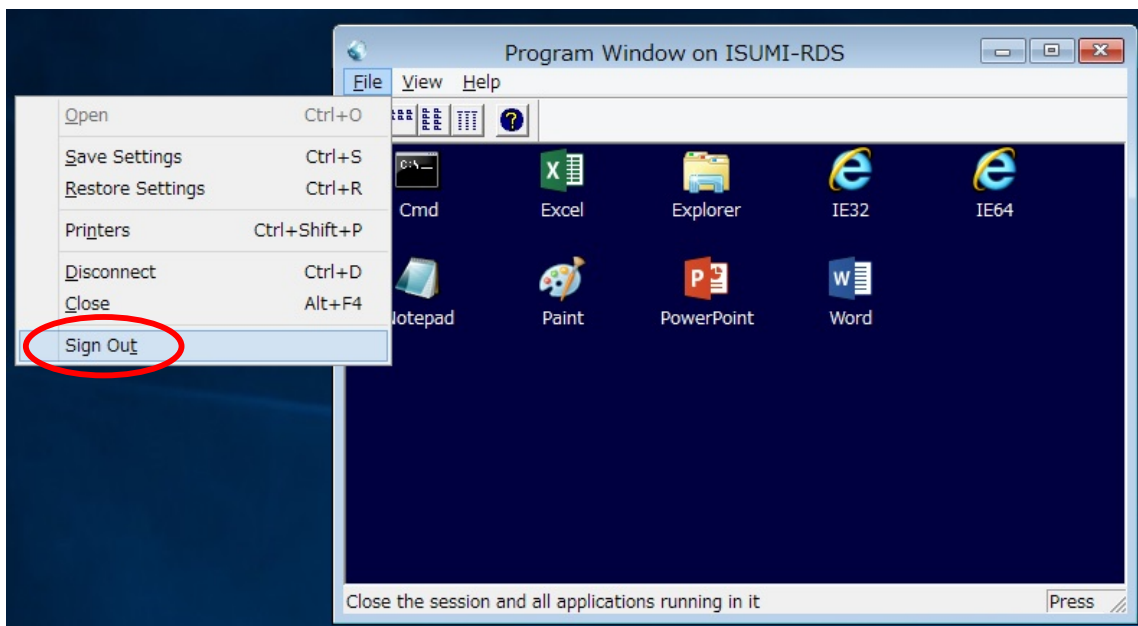 Program Window on ISUMI-RDS
File View Help
Open Ctrl+O
Save Settings Ctrl+S
Restore Settings Ctrl+R
Printers Ctrl+Shift+P
Disconnect Ctrl+D
Close Alt+F4
Sign Out
C:\_
Cmd Excel Explorer IE32 IE64
Notepad Paint PowerPoint Word
Close the session and all applications running in it Press